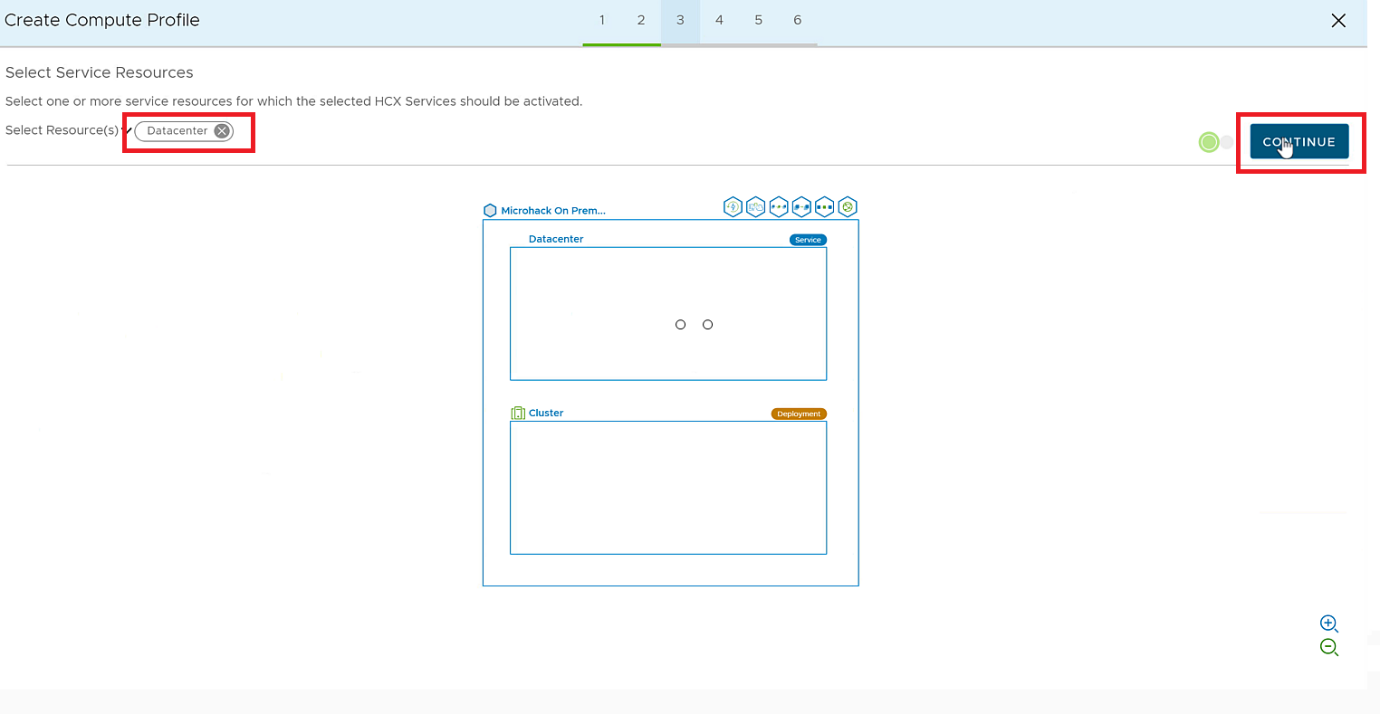 Create Compute Profile
1 2 3 4 5 6
Select Service Resources
Select one or more service resources for which the selected HCX Services should be activated.
Select Resource(s) Datacenter
CONTINUE
Microhack On Prem...
Datacenter Service
Cluster Deployment